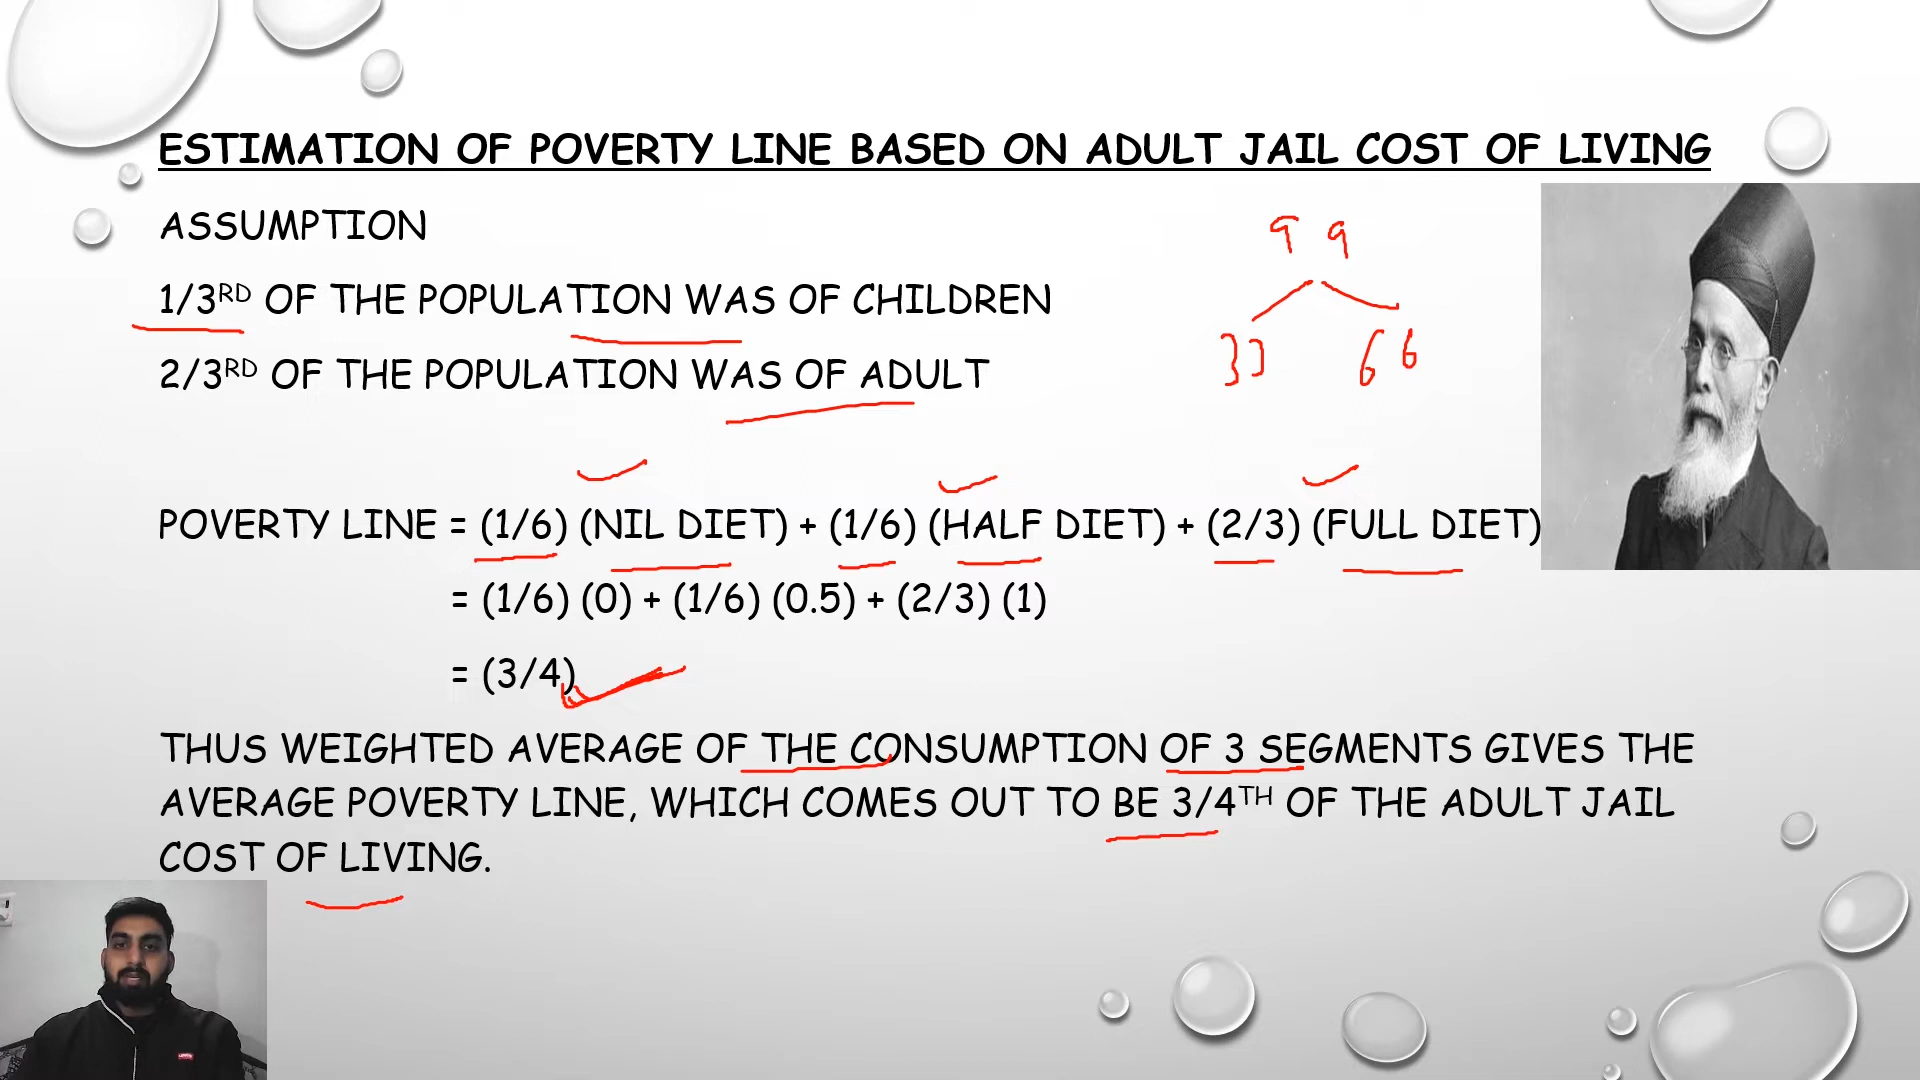 ESTIMATION OF POVERTY LINE BASED ON ADULT JAIL COST OF LIVING
ASSUMPTION
1/3RD OF THE POPULATION WAS OF CHILDREN
2/3RD OF THE POPULATION WAS OF ADULT
99
33 66
POVERTY LINE = (1/6) (NIL DIET) + (1/6) (HALF DIET) + (2/3) (FULL DIET)
= (1/6) (0) + (1/6) (0.5) + (2/3) (1)
= (3/4)
THUS WEIGHTED AVERAGE OF THE CONSUMPTION OF 3 SEGMENTS GIVES THE
AVERAGE POVERTY LINE, WHICH COMES OUT TO BE 3/4TH OF THE ADULT JAIL
COST OF LIVING.